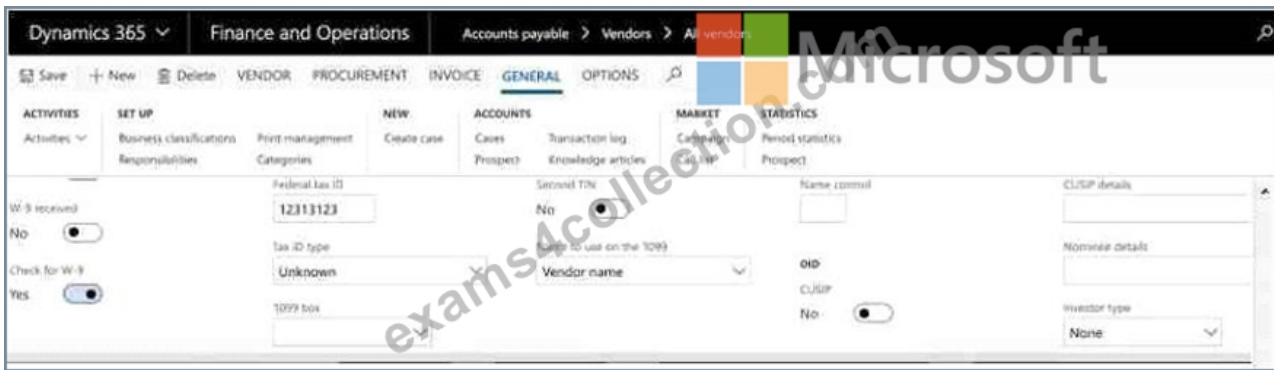 Dynamics 365 Finance and Operations Accounts payable > Vendors > All vendors
Microsoft
Save + New Delete VENDOR PROCUREMENT INVOICE GENERAL OPTIONS
ACTIVITIES SET UP NEW ACCOUNTS MARKET STATISTICS
Activities Business classifications Print management Create case Cases Transaction log Campaign Period statistics
Responsibilities Categories Prospect Knowledge articles Call list Prospect
Federal tax ID Second TIN Name control CUSIP details
W-9 received 12313123 No
No Tax ID type Name to use on the 1099 Nominee details
Check for W-9 Unknown Vendor name OID
Yes CUSIP
1099 box No Investor type
None
exams4collection.com